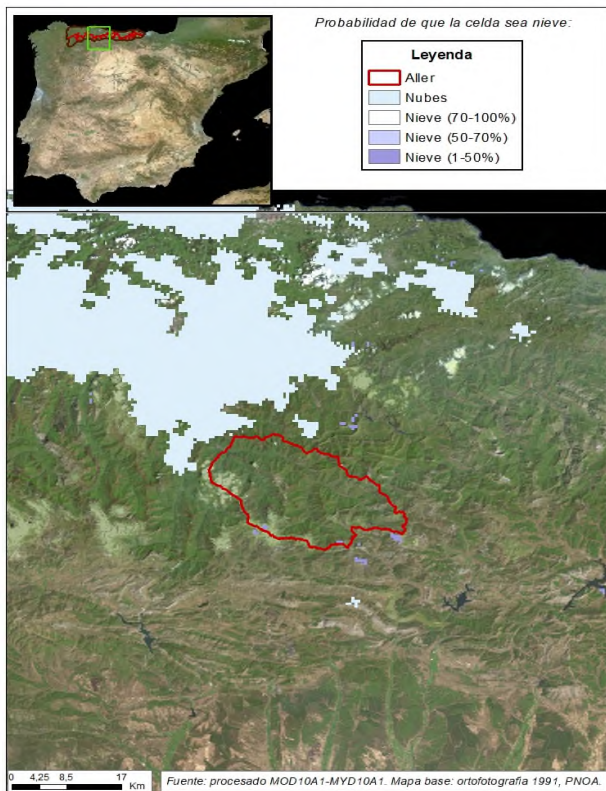 Probabilidad de que la celda sea nieve:
Leyenda
Aller
Nubes
Nieve (70-100%)
Nieve (50-70%)
Nieve (1-50%)
0 4,25 8,5 17
Km
Fuente: procesado MOD10A1-MYD10A1. Mapa base: ortofotografia 1991, PNOA.